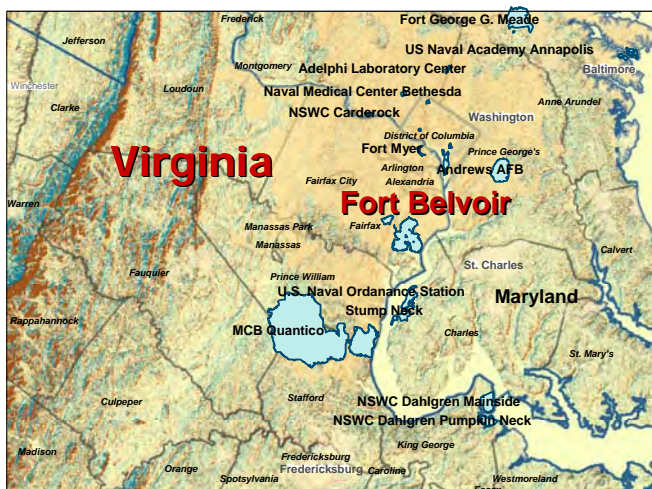 Frederick
Fort George G. Meade
Jefferson
US Naval Academy Annapolis
Montgomery
Adelphi Laboratory Center
Baltimore
Winchester
Loudoun
Naval Medical Center Bethesda
Clarke
Anne Arundel
NSWC Carderock
Washington
District of Columbia
Fort Myer
Prince George's
Virginia
Arlington
Andrews AFB
Fairfax City
Alexandria
Warren
Fort Belvoir
Manassas Park
Fairfax
Manassas
Calvert
St. Charles
Fauquier
Prince William
U.S. Naval Ordanance Station
Maryland
Stump Neck
Rappahannock
MCB Quantico
Charles
St. Mary's
Culpeper
Stafford
NSWC Dahlgren Mainside
NSWC Dahlgren Pumpkin Neck
Madison
King George
Fredericksburg
Orange
Fredericksburg
Caroline
Spotsylvania
Westmoreland
Essex